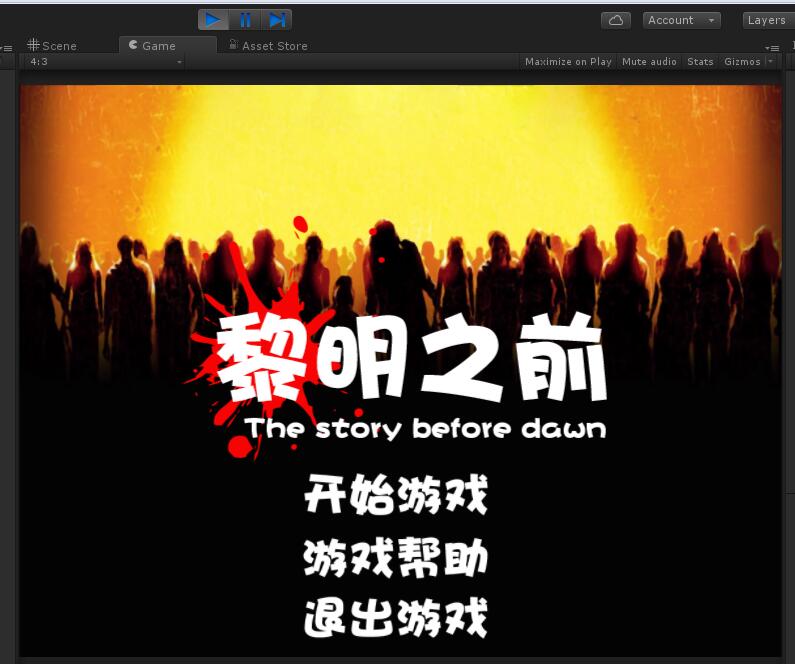 Account
Layers
Scene
Game
Asset Store
4:3
Maximize on Play
Mute audio
Stats
Gizmos
黎明之前
The story before dawn
开始游戏
游戏帮助
退出游戏